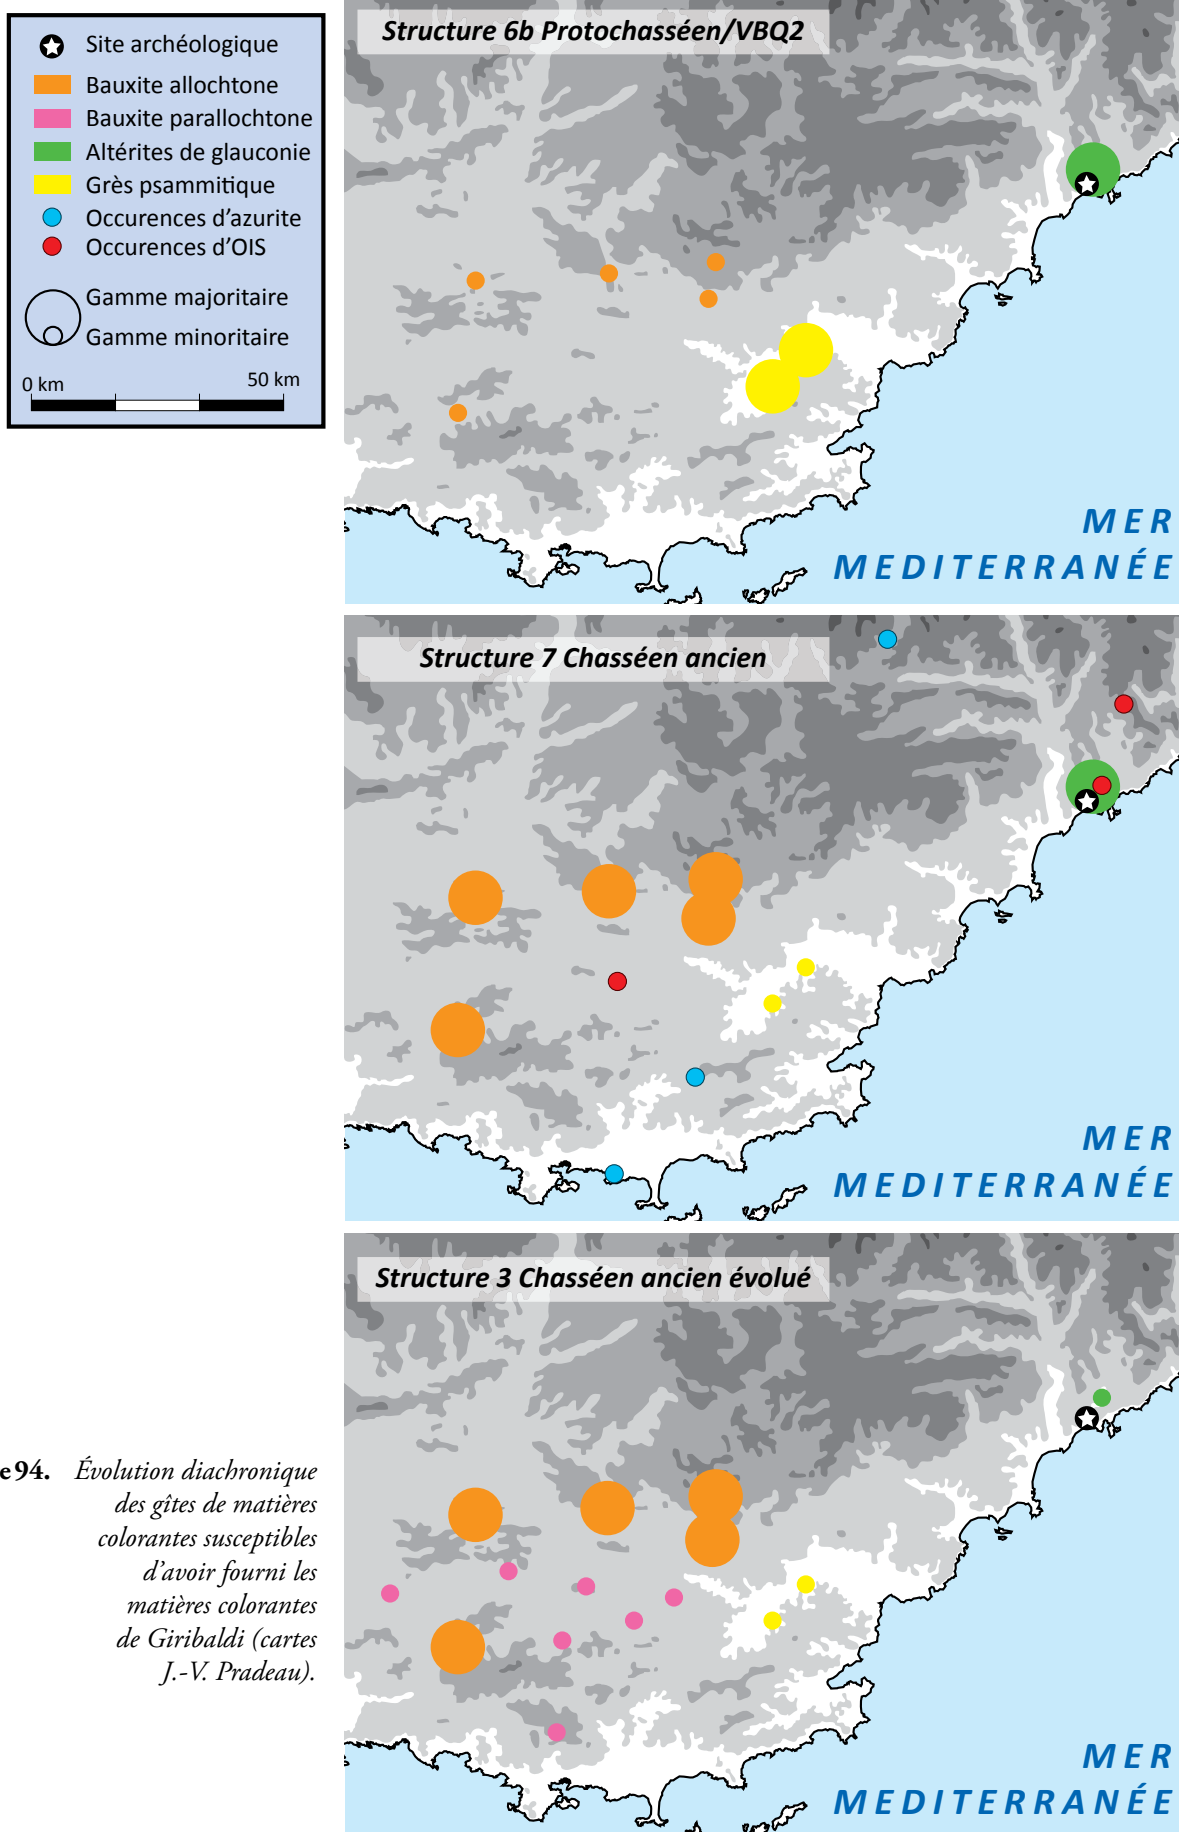 Site archéologique
Bauxite allochtone
Bauxite parallochtone
Altérites de glauconie
Grès psammitique
Occurences d'azurite
Occurences d'OIS
Gamme majoritaire
Gamme minoritaire
0 km 50 km
Structure 6b Protochasséen/VBQ2
MER
MEDITERRANÉE
Structure 7 Chasséen ancien
MER
MEDITERRANÉE
Structure 3 Chasséen ancien évolué
MER
MEDITERRANÉE
e 94. Évolution diachronique
des gîtes de matières
colorantes susceptibles
d'avoir fourni les
matières colorantes
de Giribaldi (cartes
J.-V. Pradeau).